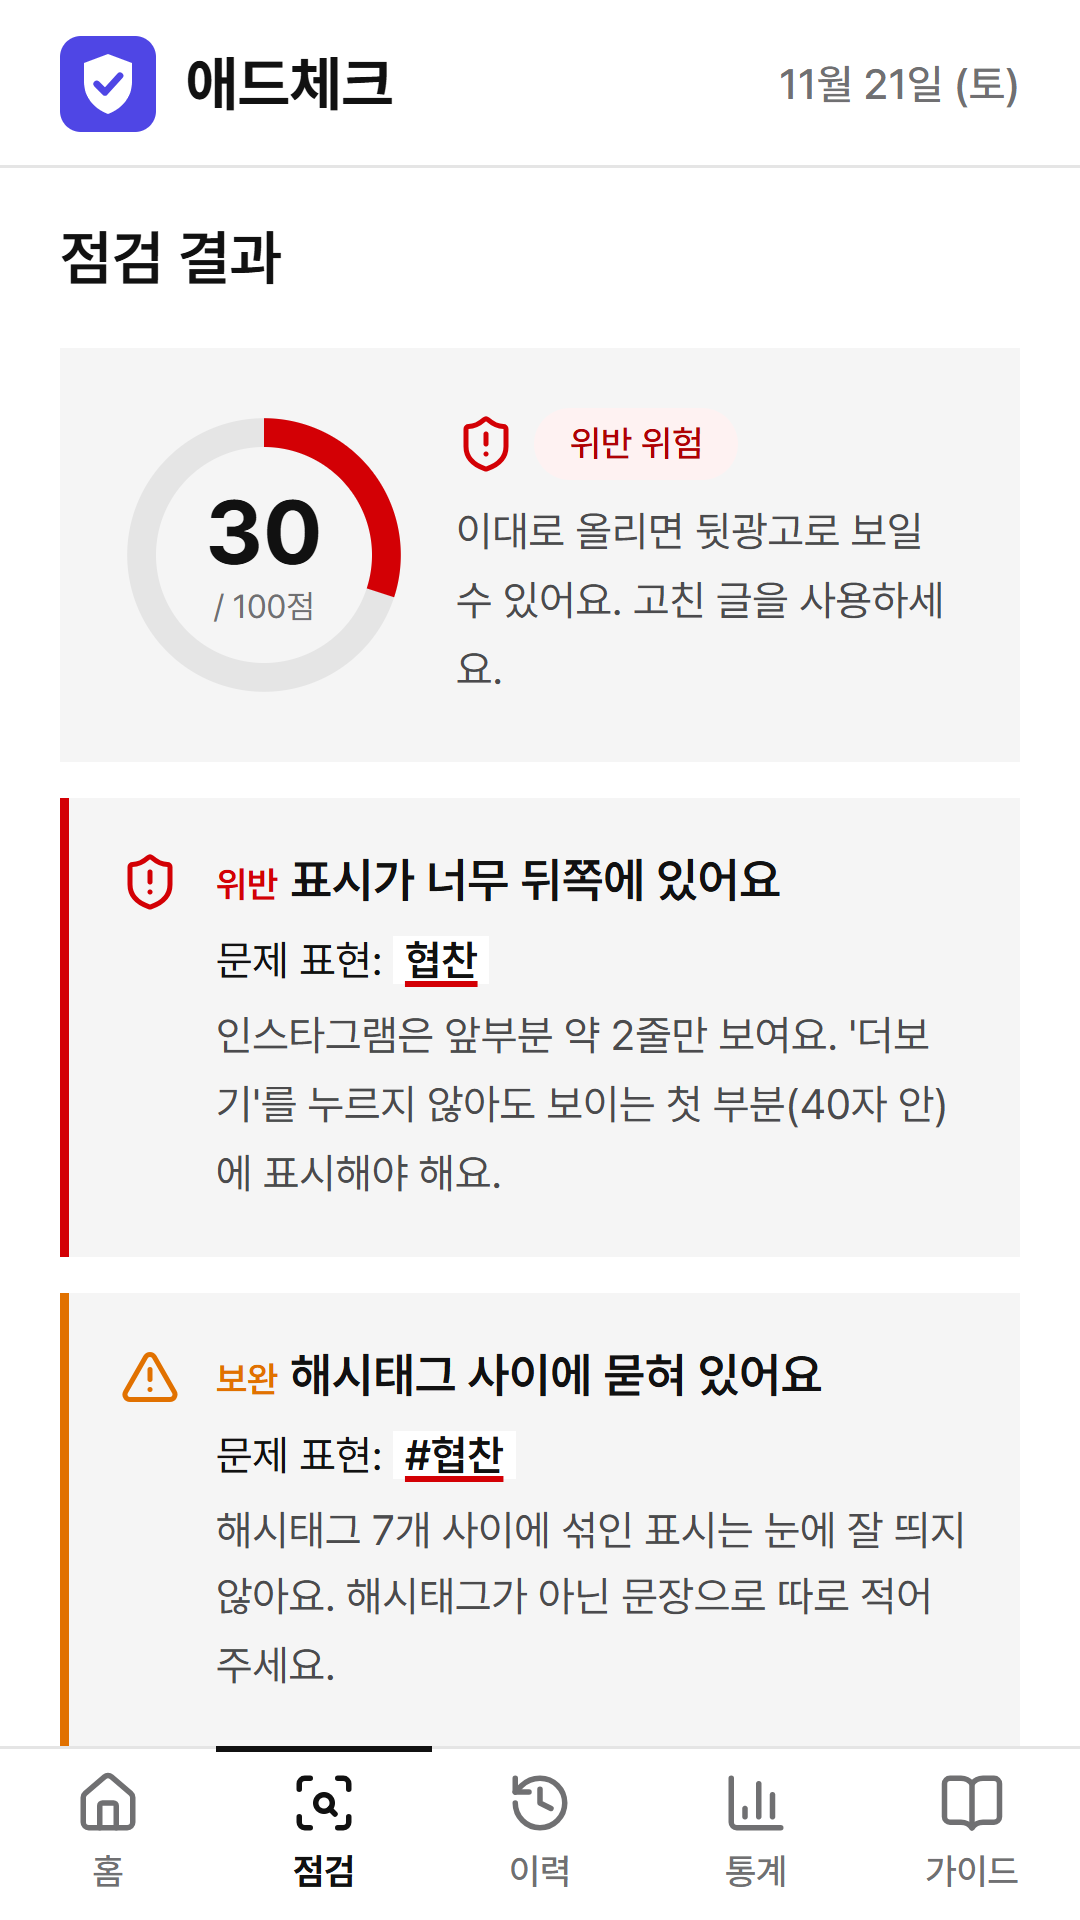 애드체크
11월 21일 (토)
점검 결과
30
/ 100점
위반 위험
이대로 올리면 뒷광고로 보일
수 있어요. 고친 글을 사용하세
요.
위반 표시가 너무 뒤쪽에 있어요
문제 표현: 협찬
인스타그램은 앞부분 약 2줄만 보여요. '더보
기'를 누르지 않아도 보이는 첫 부분(40자 안)
에 표시해야 해요.
보완 해시태그 사이에 묻혀 있어요
문제 표현: #협찬
해시태그 7개 사이에 섞인 표시는 눈에 잘 띄지
않아요. 해시태그가 아닌 문장으로 따로 적어
주세요.
홈
점검
이력
통계
가이드